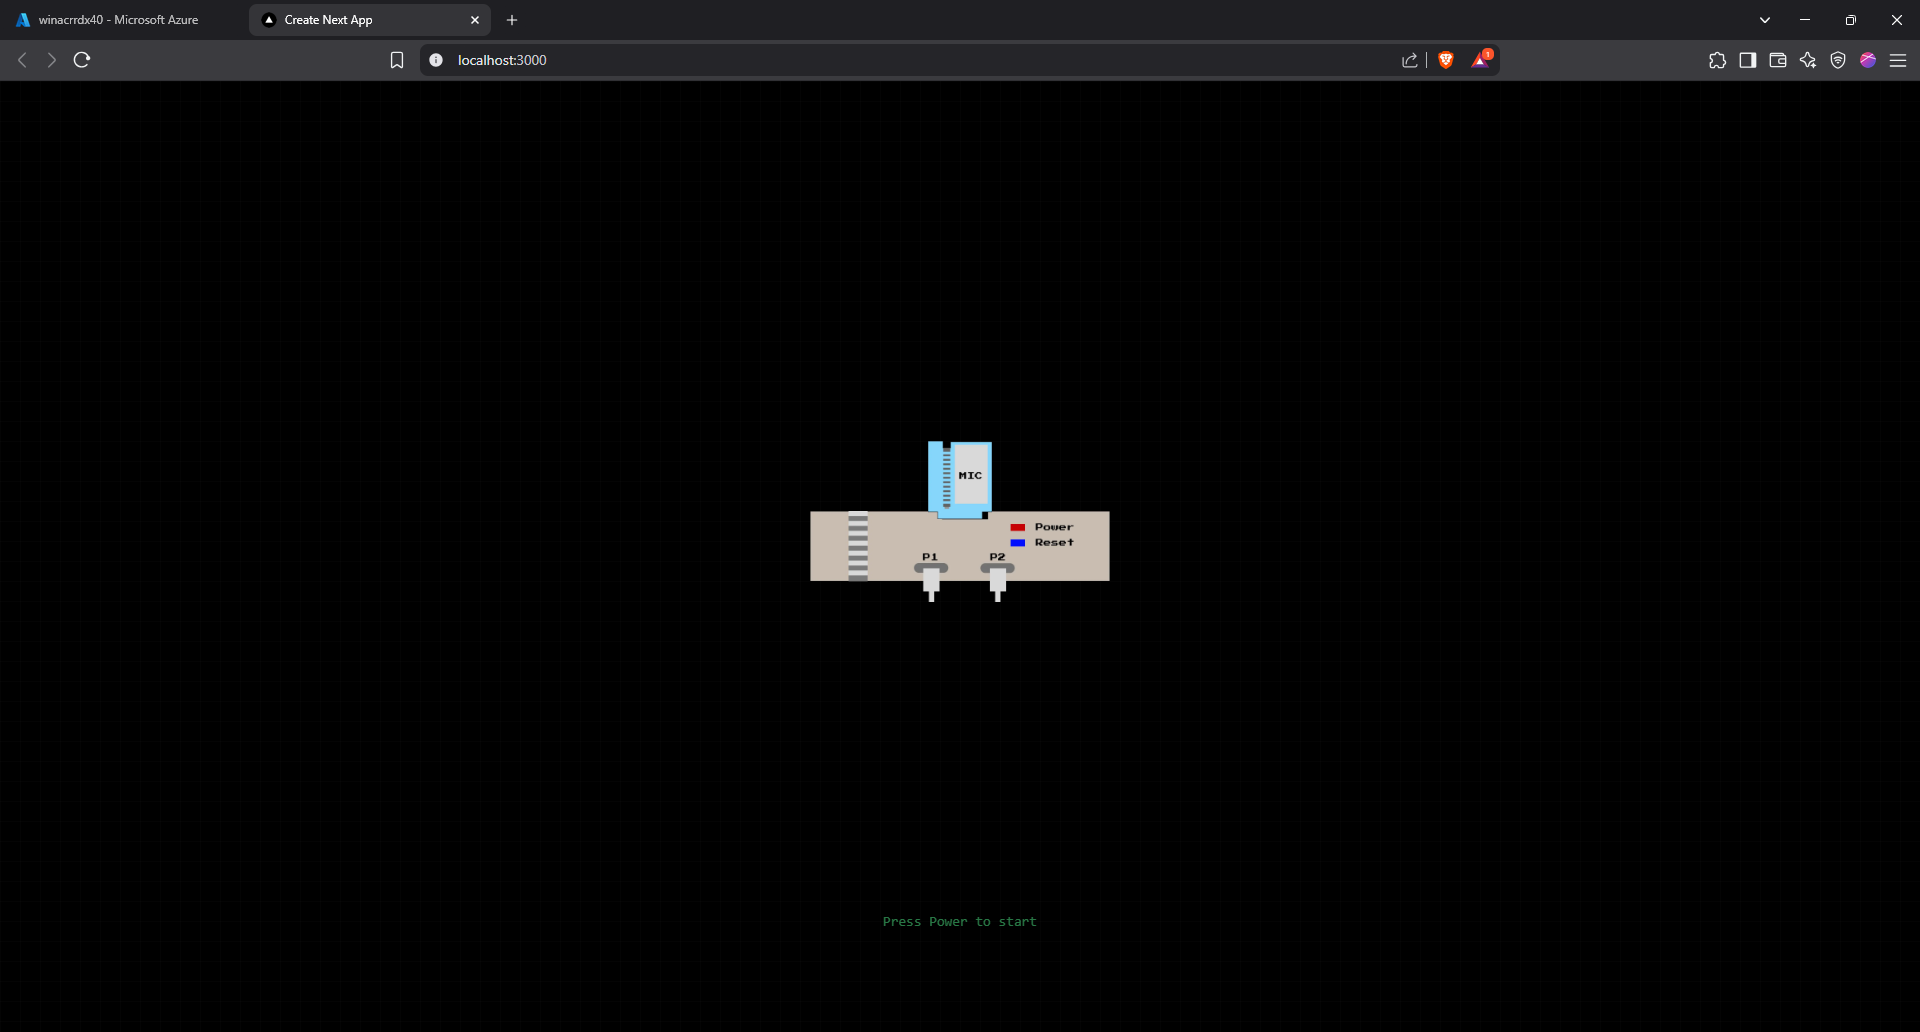 winacrrdx40 - Microsoft Azure
Create Next App
localhost:3000
1
MIC
Power
Reset
P1 P2
Press Power to start